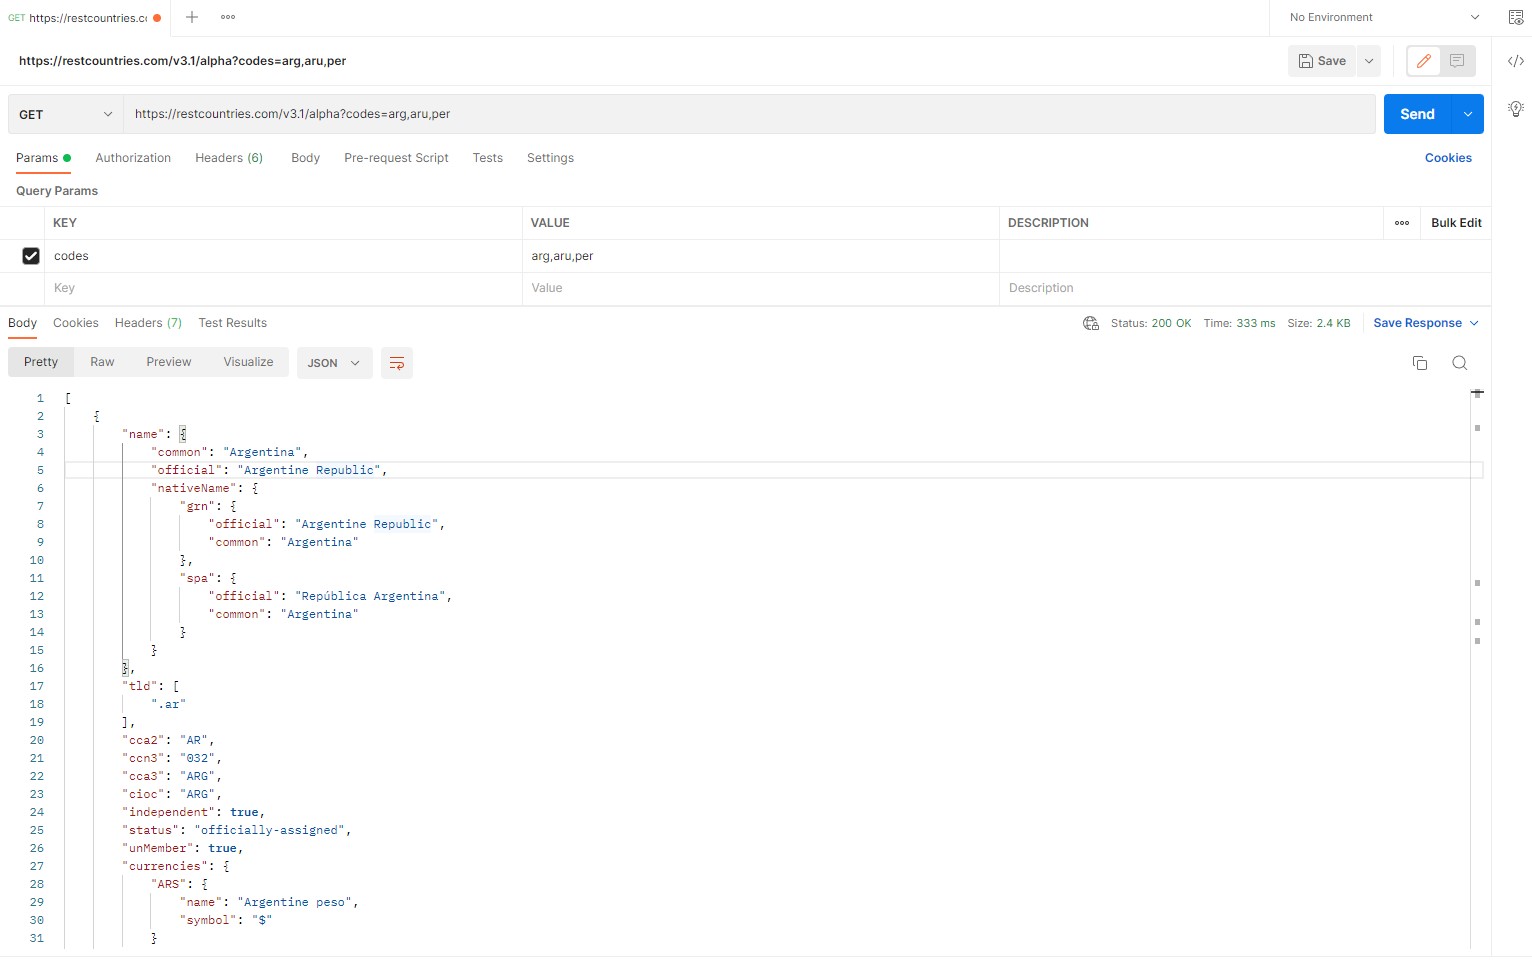 GET https://restcountries.cc
No Environment
https://restcountries.com/v3.1/alpha?codes=arg,aru,per
Save
GET
https://restcountries.com/v3.1/alpha?codes=arg,aru,per
Send
Params Authorization Headers (6) Body Pre-request Script Tests Settings Cookies
Query Params
KEY VALUE DESCRIPTION Bulk Edit
codes arg,aru,per
Key Value Description
Body Cookies Headers (7) Test Results Status: 200 OK Time: 333 ms Size: 2.4 KB Save Response
Pretty Raw Preview Visualize JSON
1 [
2 {
3 "name": {
4 "common": "Argentina",
5 "official": "Argentine Republic",
6 "nativeName": {
7 "grn": {
8 "official": "Argentine Republic",
9 "common": "Argentina"
10 },
11 "spa": {
12 "official": "República Argentina",
13 "common": "Argentina"
14 }
15 }
16 },
17 "tld": [
18 ".ar"
19 ],
20 "cca2": "AR",
21 "ccn3": "032",
22 "cca3": "ARG",
23 "cioc": "ARG",
24 "independent": true,
25 "status": "officially-assigned",
26 "unMember": true,
27 "currencies": {
28 "ARS": {
29 "name": "Argentine peso",
30 "symbol": "$"
31 }